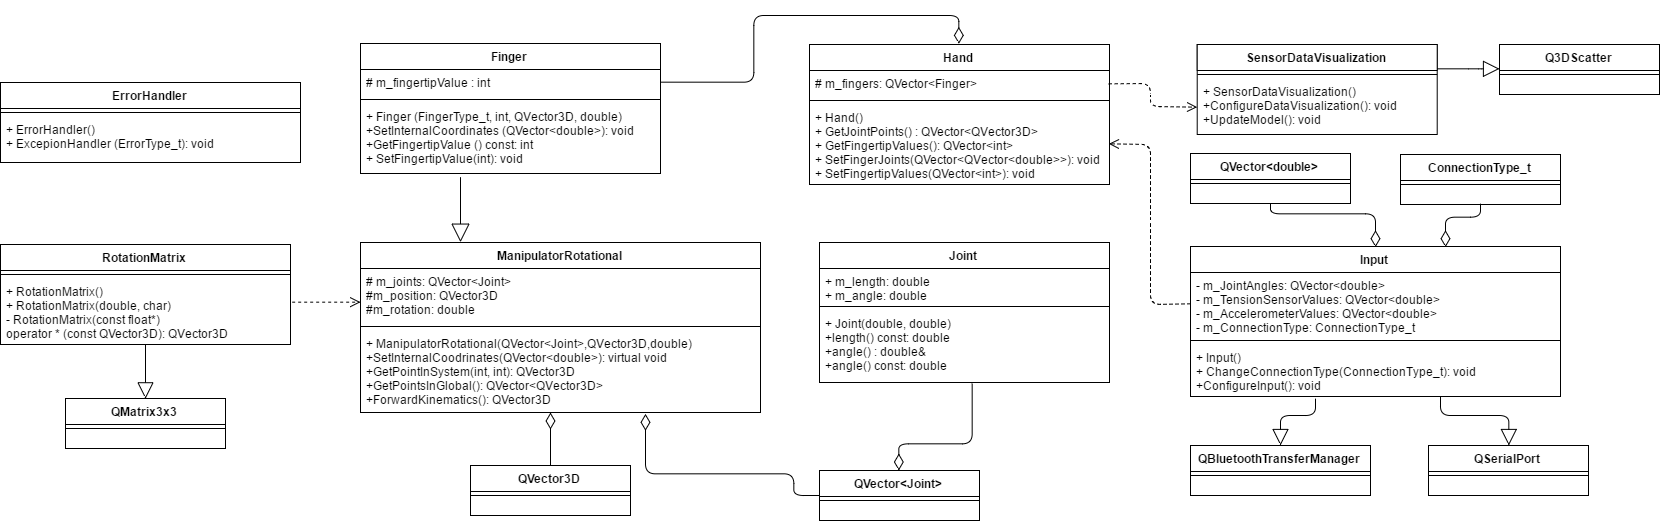 ErrorHandler
+ ErrorHandler()
+ ExcepionHandler (ErrorType_t): void
Finger
# m_fingertipValue : int
+ Finger (FingerType_t, int, QVector3D, double)
+SetInternalCoordinates (QVector<double>): void
+GetFingertipValue () const: int
+ SetFingertipValue(int): void
Hand
# m_fingers: QVector<Finger>
+ Hand()
+ GetJointPoints() : QVector<QVector3D>
+ GetFingertipValues(): QVector<int>
+ SetFingerJoints(QVector<QVector<double>>): void
+ SetFingertipValues(QVector<int>): void
SensorDataVisualization
+ SensorDataVisualization()
+ConfigureDataVisualization(): void
+UpdateModel(): void
Q3DScatter
QVector<double>
ConnectionType_t
RotationMatrix
+ RotationMatrix()
+ RotationMatrix(double, char)
- RotationMatrix(const float*)
operator * (const QVector3D): QVector3D
QMatrix3x3
ManipulatorRotational
# m_joints: QVector<Joint>
#m_position: QVector3D
#m_rotation: double
+ ManipulatorRotational(QVector<Joint>,QVector3D,double)
+SetInternalCoodrinates(QVector<double>): virtual void
+GetPointInSystem(int, int): QVector3D
+GetPointsInGlobal(): QVector<QVector3D>
+ForwardKinematics(): QVector3D
Joint
+ m_length: double
+ m_angle: double
+ Joint(double, double)
+length() const: double
+angle() : double&
+angle() const: double
Input
- m_JointAngles: QVector<double>
- m_TensionSensorValues: QVector<double>
- m_AccelerometerValues: QVector<double>
- m_ConnectionType: ConnectionType_t
+ Input()
+ ChangeConnectionType(ConnectionType_t): void
+ConfigureInput(): void
QVector3D
QVector<Joint>
QBluetoothTransferManager
QSerialPort